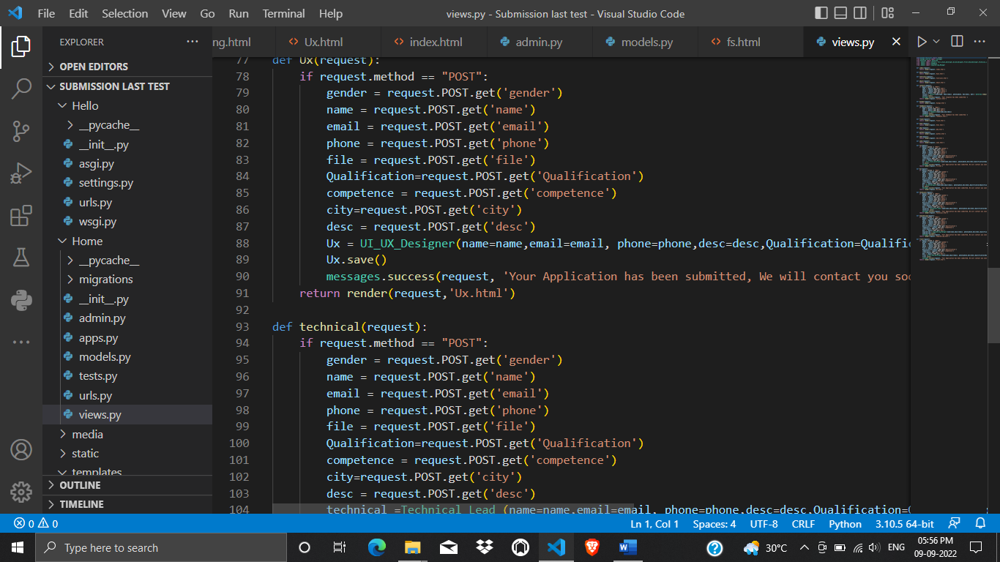 File Edit Selection View Go Run Terminal Help views.py - Submission last test - Visual Studio Code
EXPLORER ···
OPEN EDITORS
SUBMISSION LAST TEST
Hello
__pycache__
__init__.py
asgi.py
settings.py
urls.py
wsgi.py
Home
__pycache__
migrations
__init__.py
admin.py
apps.py
models.py
tests.py
urls.py
views.py
media
static
templates
OUTLINE
TIMELINE
ng.html Ux.html index.html admin.py models.py fs.html views.py
77 def Ux(request):
78 if request.method == "POST":
79 gender = request.POST.get('gender')
80 name = request.POST.get('name')
81 email = request.POST.get('email')
82 phone = request.POST.get('phone')
83 file = request.POST.get('file')
84 Qualification=request.POST.get('Qualification')
85 competence = request.POST.get('competence')
86 city=request.POST.get('city')
87 desc = request.POST.get('desc')
88 Ux = UI_UX_Designer(name=name,email=email, phone=phone,desc=desc,Qualification=Qualific
89 Ux.save()
90 messages.success(request, 'Your Application has been submitted, We will contact you soo
91 return render(request,'Ux.html')
92
93 def technical(request):
94 if request.method == "POST":
95 gender = request.POST.get('gender')
96 name = request.POST.get('name')
97 email = request.POST.get('email')
98 phone = request.POST.get('phone')
99 file = request.POST.get('file')
100 Qualification=request.POST.get('Qualification')
101 competence = request.POST.get('competence')
102 city=request.POST.get('city')
103 desc = request.POST.get('desc')
104 technical =Technical_Lead (name=name,email=email, phone=phone,desc=desc,Qualification=
0 0 Ln 1, Col 1 Spaces: 4 UTF-8 CRLF Python 3.10.5 64-bit
Type here to search 30°C ENG 05:56 PM
09-09-2022